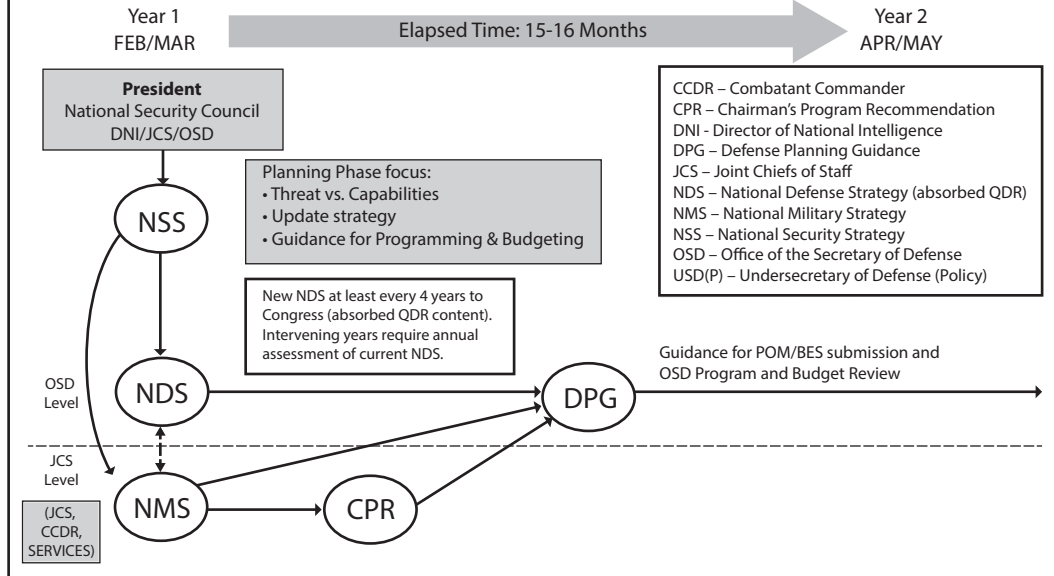 Year 1
FEB/MAR
Elapsed Time: 15-16 Months
Year 2
APR/MAY
President
National Security Council
DNI/JCS/OSD
CCDR – Combatant Commander
CPR – Chairman's Program Recommendation
DNI - Director of National Intelligence
DPG – Defense Planning Guidance
JCS – Joint Chiefs of Staff
NDS – National Defense Strategy (absorbed QDR)
NMS – National Military Strategy
NSS – National Security Strategy
OSD – Office of the Secretary of Defense
USD(P) – Undersecretary of Defense (Policy)
NSS
Planning Phase focus:
• Threat vs. Capabilities
• Update strategy
• Guidance for Programming & Budgeting
New NDS at least every 4 years to
Congress (absorbed QDR content).
Intervening years require annual
assessment of current NDS.
OSD
Level
NDS
DPG
Guidance for POM/BES submission and
OSD Program and Budget Review
JCS
Level
(JCS,
CCDR,
SERVICES)
NMS
CPR